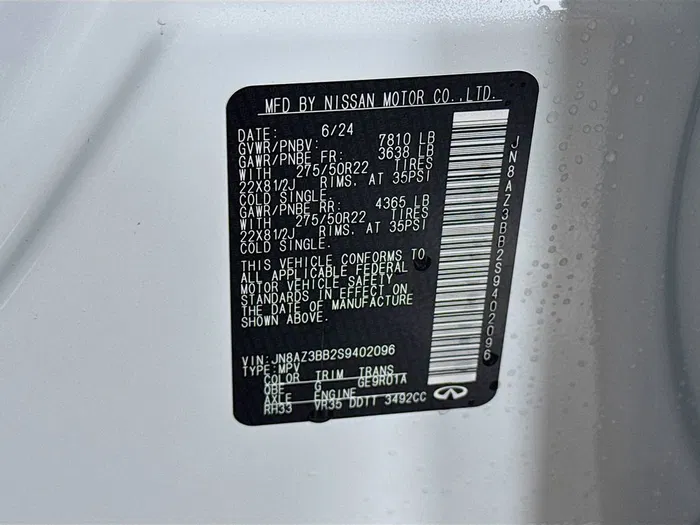 MFD BY NISSAN MOTOR CO.,LTD.
DATE: 6/24
GVWR/PNBV: 7810 LB
GAWR/PNBE FR: 3638 LB
WITH 275/50R22 TIRES
22X81/2J RIMS, AT 35PSI
COLD SINGLE.
GAWR/PNBE RR: 4365 LB
WITH 275/50R22 TIRES
22X81/2J RIMS, AT 35PSI
COLD SINGLE.
THIS VEHICLE CONFORMS TO
ALL APPLICABLE FEDERAL
MOTOR VEHICLE SAFETY
STANDARDS IN EFFECT ON
THE DATE OF MANUFACTURE
SHOWN ABOVE.
VIN:JN8AZ3BB2S9402096
TYPE:MPV
COLOR TRIM TRANS
QBE G GE9R01A
AXLE ENGINE
RH33 VR35 DDTT 3492CC
JN8AZ3BB2S9402096